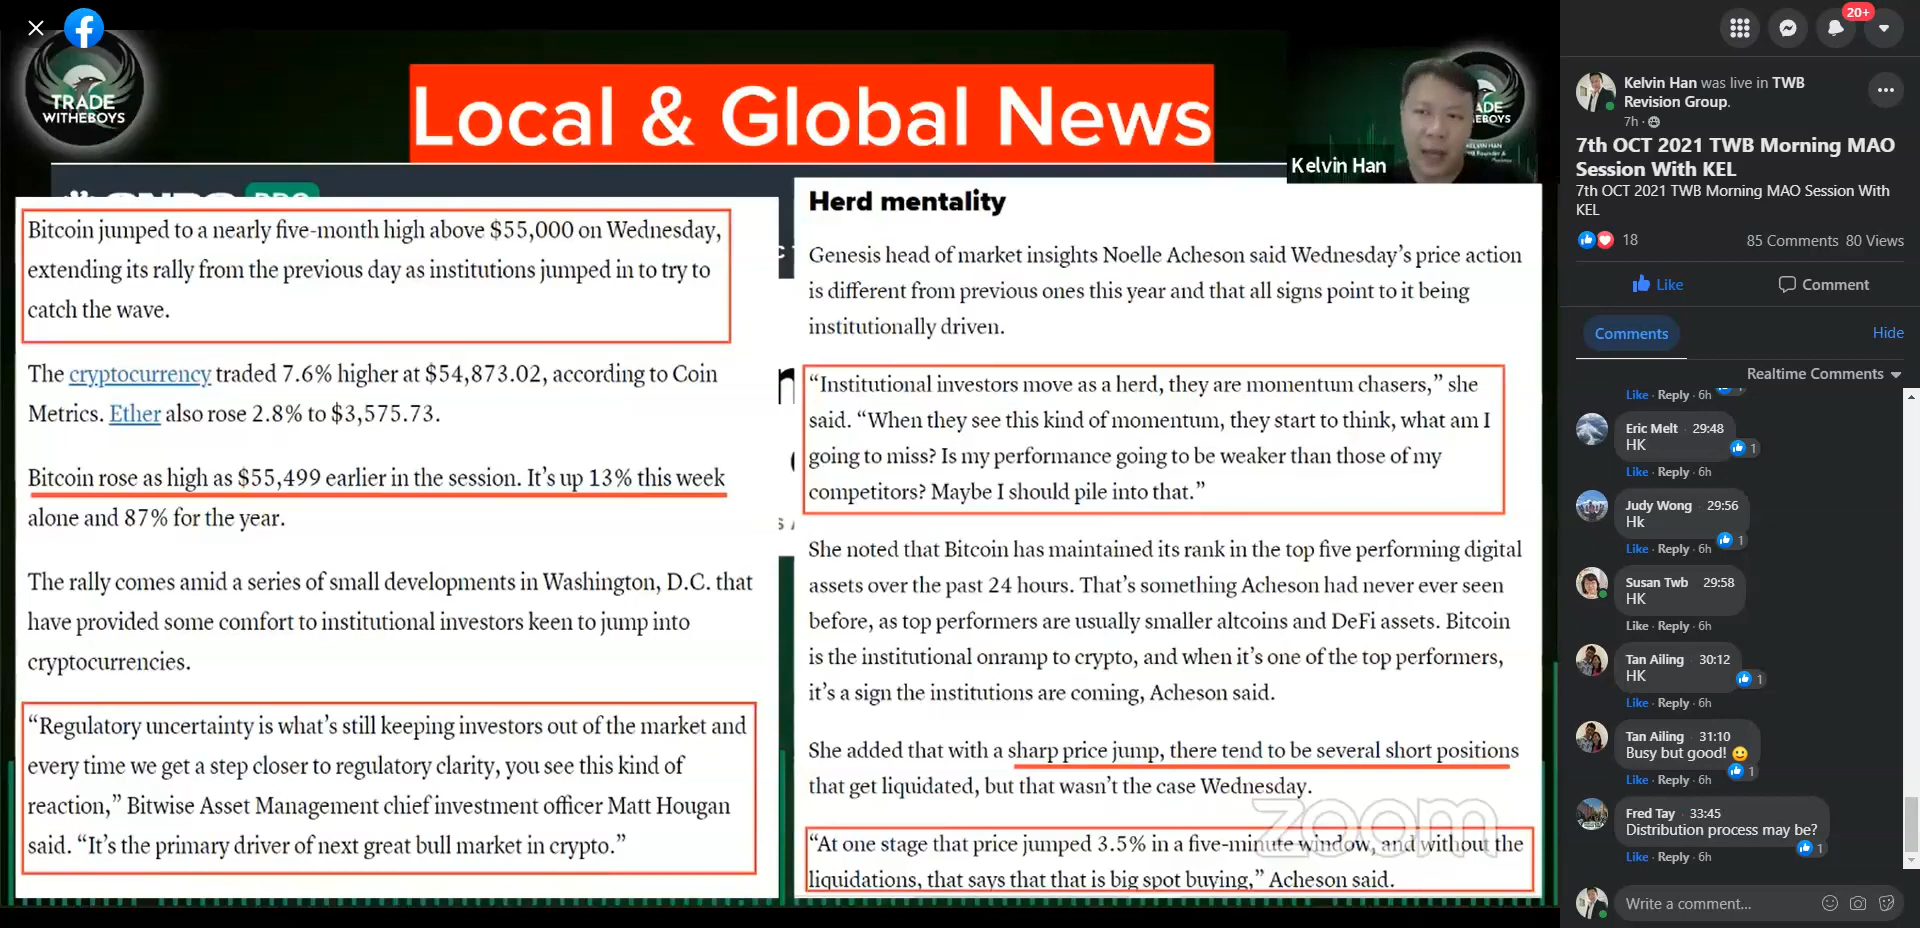 TRADE
WITHEBOYS
Local & Global News
ADE
EBOYS
KELVIN HAN
Kelvin Han
PRO
Bitcoin jumped to a nearly five-month high above $55,000 on Wednesday,
extending its rally from the previous day as institutions jumped in to try to
catch the wave.
The cryptocurrency traded 7.6% higher at $54,873.02, according to Coin
Metrics. Ether also rose 2.8% to $3,575.73.
Bitcoin rose as high as $55,499 earlier in the session. It’s up 13% this week
alone and 87% for the year.
The rally comes amid a series of small developments in Washington, D.C. that
have provided some comfort to institutional investors keen to jump into
cryptocurrencies.
“Regulatory uncertainty is what’s still keeping investors out of the market and
every time we get a step closer to regulatory clarity, you see this kind of
reaction,” Bitwise Asset Management chief investment officer Matt Hougan
said. “It’s the primary driver of next great bull market in crypto.”
Herd mentality
Genesis head of market insights Noelle Acheson said Wednesday’s price action
is different from previous ones this year and that all signs point to it being
institutionally driven.
“Institutional investors move as a herd, they are momentum chasers,” she
said. “When they see this kind of momentum, they start to think, what am I
going to miss? Is my performance going to be weaker than those of my
competitors? Maybe I should pile into that.”
She noted that Bitcoin has maintained its rank in the top five performing digital
assets over the past 24 hours. That’s something Acheson had never ever seen
before, as top performers are usually smaller altcoins and DeFi assets. Bitcoin
is the institutional onramp to crypto, and when it’s one of the top performers,
it’s a sign the institutions are coming, Acheson said.
She added that with a sharp price jump, there tend to be several short positions
that get liquidated, but that wasn’t the case Wednesday.
zoom
“At one stage that price jumped 3.5% in a five-minute window, and without the
liquidations, that says that that is big spot buying,” Acheson said.
20+
Kelvin Han was live in TWB
Revision Group.
7h ·
7th OCT 2021 TWB Morning MAO
Session With KEL
7th OCT 2021 TWB Morning MAO Session With
KEL
18
85 Comments 80 Views
Like
Comment
Comments
Hide
Realtime Comments
Like · Reply · 6h
Eric Melt · 29:48
HK
1
Like · Reply · 6h
Judy Wong · 29:56
Hk
1
Like · Reply · 6h
Susan Twb · 29:58
HK
Like · Reply · 6h
Tan Ailing · 30:12
HK
1
Like · Reply · 6h
Tan Ailing · 31:10
Busy but good! 🙂
1
Like · Reply · 6h
Fred Tay · 33:45
Distribution process may be?
1
Like · Reply · 6h
Write a comment...